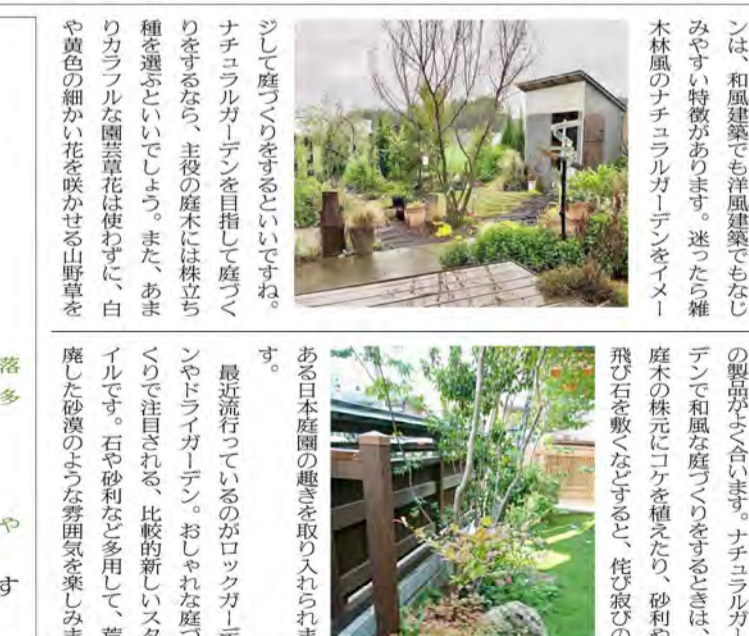 ンは、和風建築でも洋風建築でもなじ
みやすい特徴があります。迷ったら雑
木林風のナチュラルガーデンをイメー
ジして庭づくりをするといいですね。
ナチュラルガーデンを目指して庭づく
りをするなら、主役の庭木には株立ち
種を選ぶといいでしょう。また、あま
りカラフルな園芸草花は使わずに、白
や黄色の細かい花を咲かせる山野草を
の製品がよく合います。ナチュラルガー
デンで和風な庭づくりをするときは
庭木の株元にコケを植えたり、砂利
飛び石を敷くなどすると、侘び寂びの
ある日本庭園の趣きを取り入れられま
す。
最近流行っているのがロックガーデ
ンやドライガーデン。おしゃれな庭づ
くりで注目される、比較的新しいスタ
イルです。石や砂利など多用して、荒
廃した砂漠のような雰囲気を楽しみま
落
多
や
す